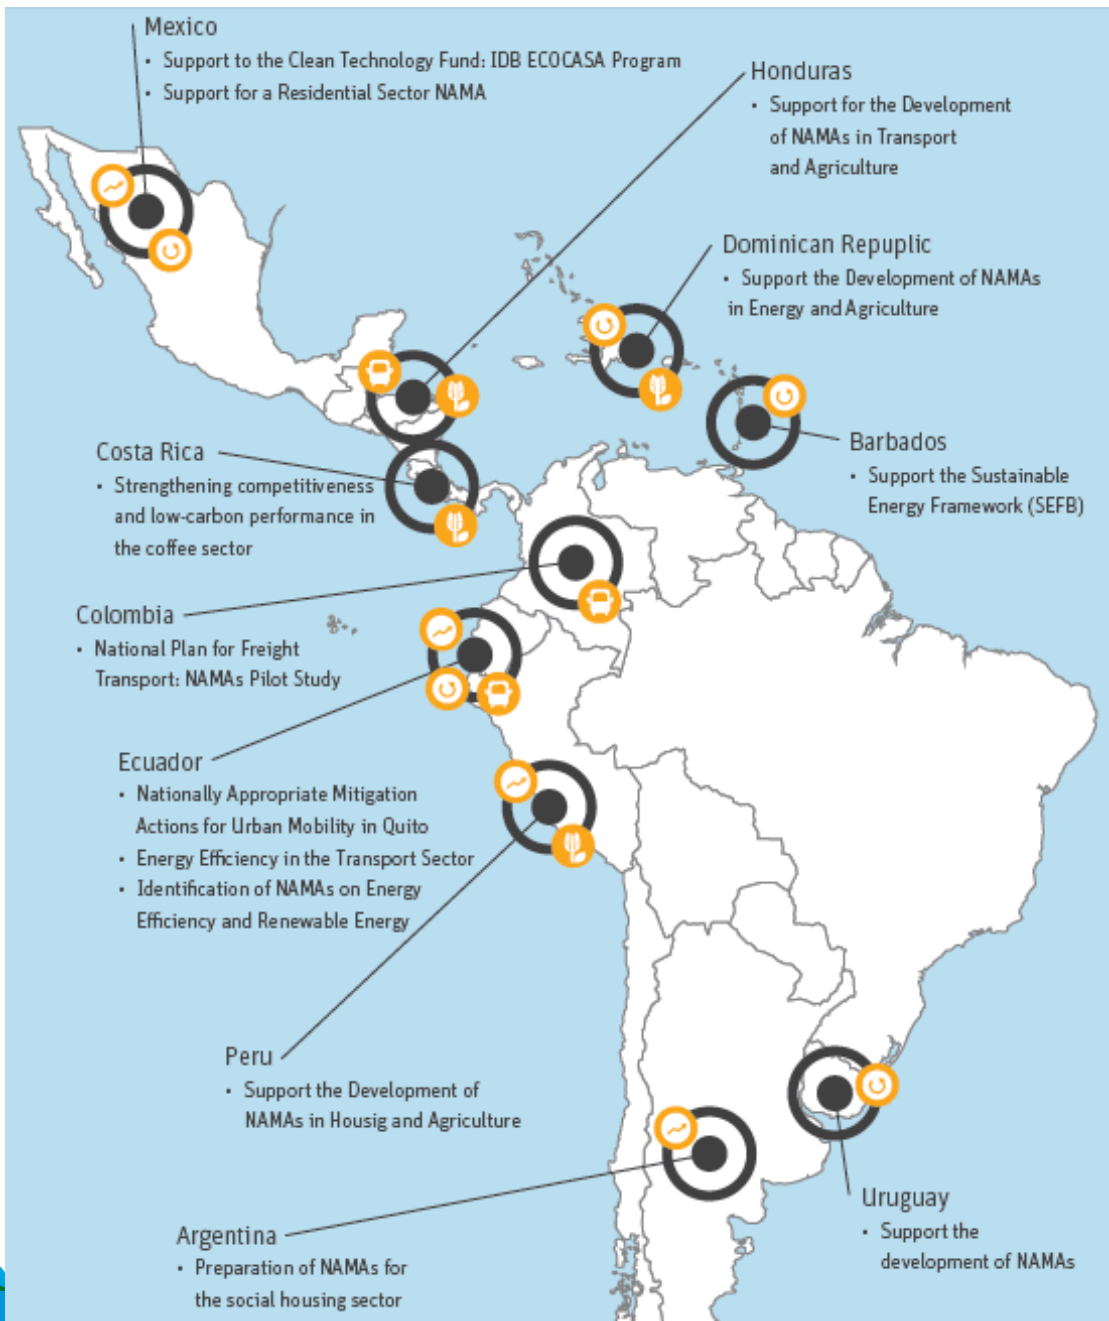 Mexico
• Support to the Clean Technology Fund: IDB ECOCASA Program
• Support for a Residential Sector NAMA
Honduras
• Support for the Development
of NAMAs in Transport
and Agriculture
Dominican Repuplic
• Support the Development of NAMAs
in Energy and Agriculture
Barbados
• Support the Sustainable
Energy Framework (SEFB)
Costa Rica
• Strengthening competitiveness
and low-carbon performance in
the coffee sector
Colombia
• National Plan for Freight
Transport: NAMAs Pilot Study
Ecuador
• Nationally Appropriate Mitigation
Actions for Urban Mobility in Quito
• Energy Efficiency in the Transport Sector
• Identification of NAMAs on Energy
Efficiency and Renewable Energy
Peru
• Support the Development of
NAMAs in Housig and Agriculture
Uruguay
• Support the
development of NAMAs
Argentina
• Preparation of NAMAs for
the social housing sector